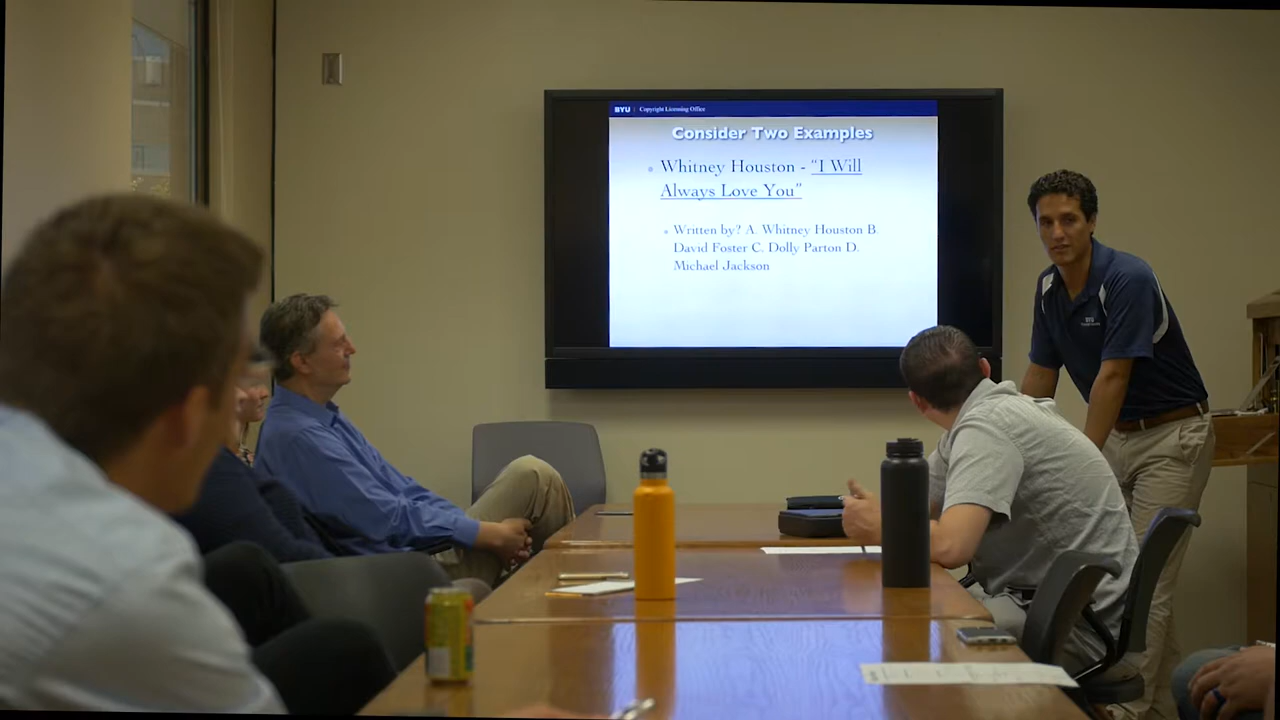 BYU | Copyright Licensing Office
Consider Two Examples
Whitney Houston - "I Will
Always Love You"
Written by? A. Whitney Houston B.
David Foster C. Dolly Parton D.
Michael Jackson
BYU